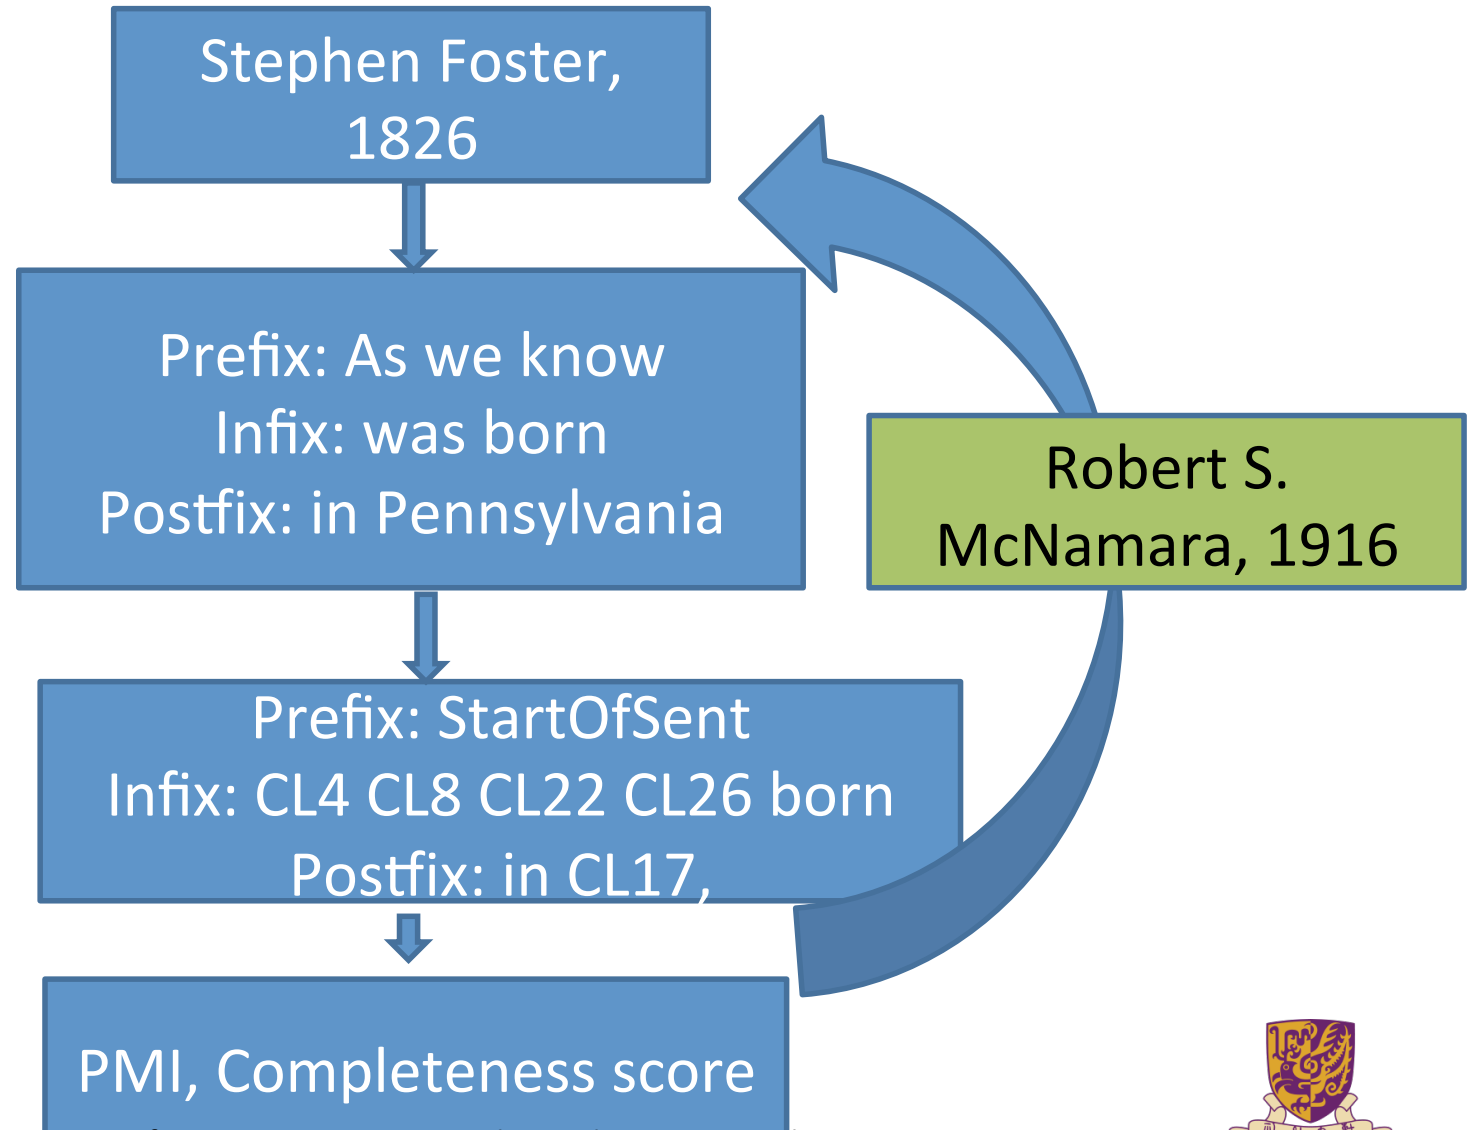 Stephen Foster,
1826
Prefix: As we know
Infix: was born
Postfix: in Pennsylvania
Robert S.
McNamara, 1916
Prefix: StartOfSent
Infix: CL4 CL8 CL22 CL26 born
Postfix: in CL17,
PMI, Completeness score